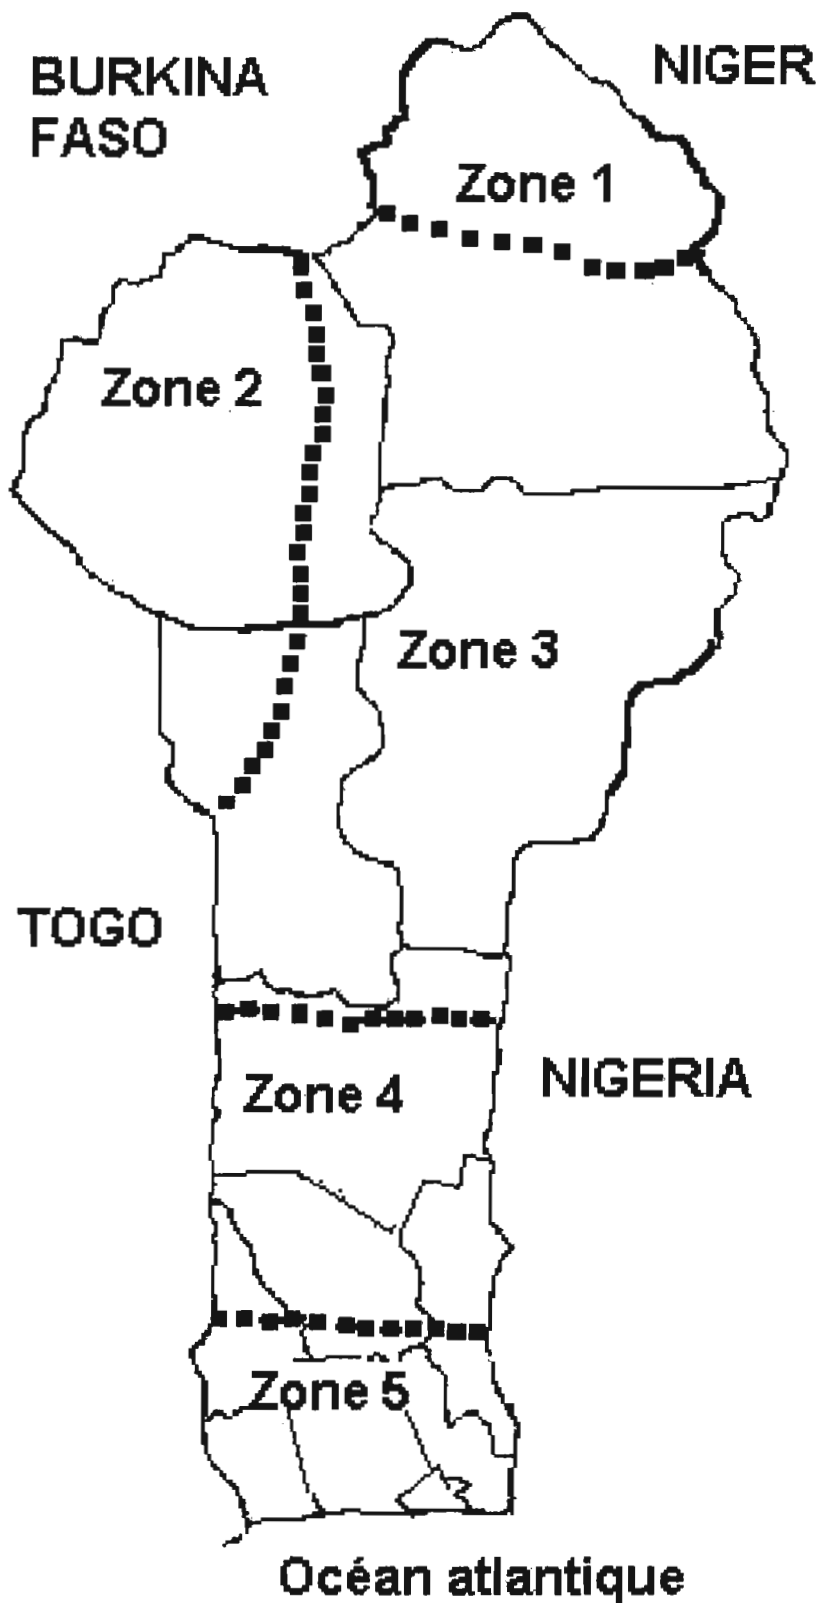 BURKINA
FASO
NIGER
Zone 1
Zone 2
Zone 3
TOGO
NIGERIA
Zone 4
Zone 5
Océan atlantique